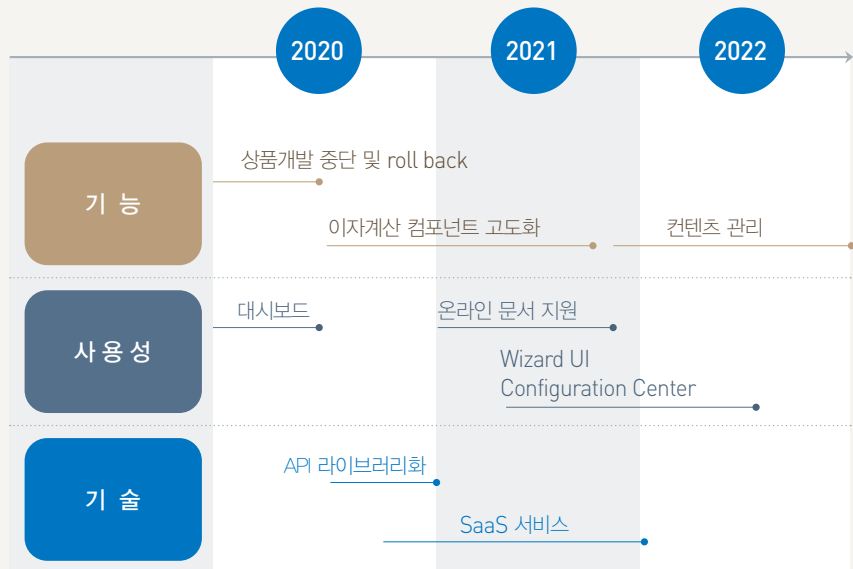 2020
2021
2022
기 능
상품개발 중단 및 roll back
이자계산 컴포넌트 고도화
컨텐츠 관리
사 용 성
대시보드
온라인 문서 지원
Wizard UI
Configuration Center
기 술
API 라이브러리화
SaaS 서비스